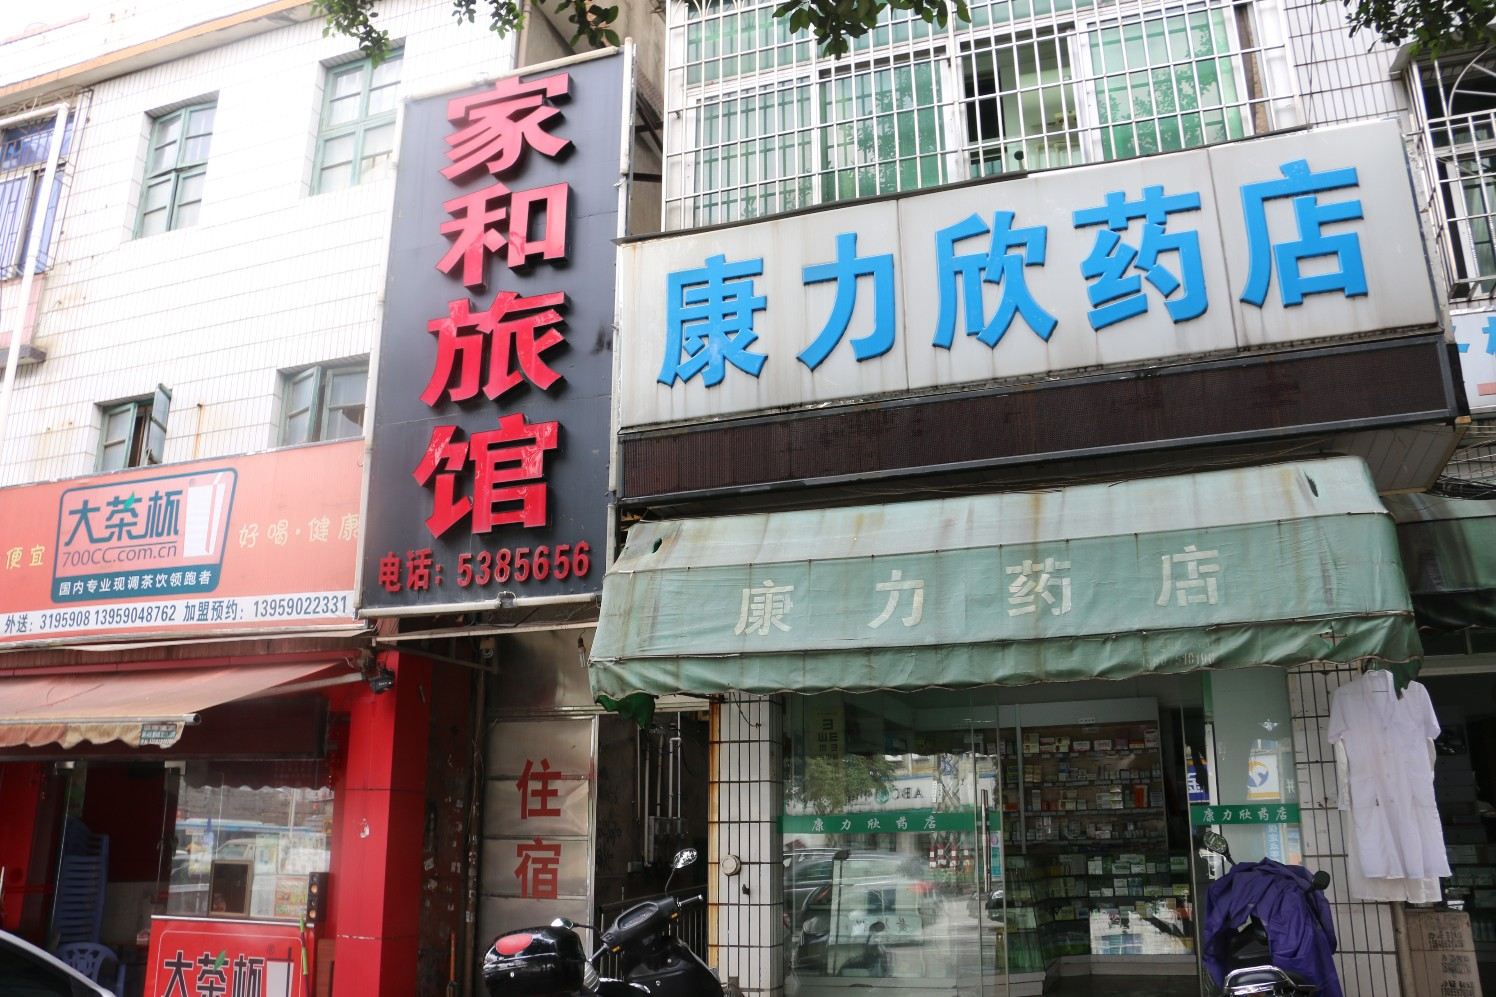 家和旅馆
电话：5385656
康力欣药店
康力药店
便宜
大茶杯
700CC.com.cn
国内专业现调茶饮领跑者
好喝·健康
外送：3195908 13959048762 加盟预约：13959022331
住宿
康力欣药店
康力欣药店
ABC
大茶杯